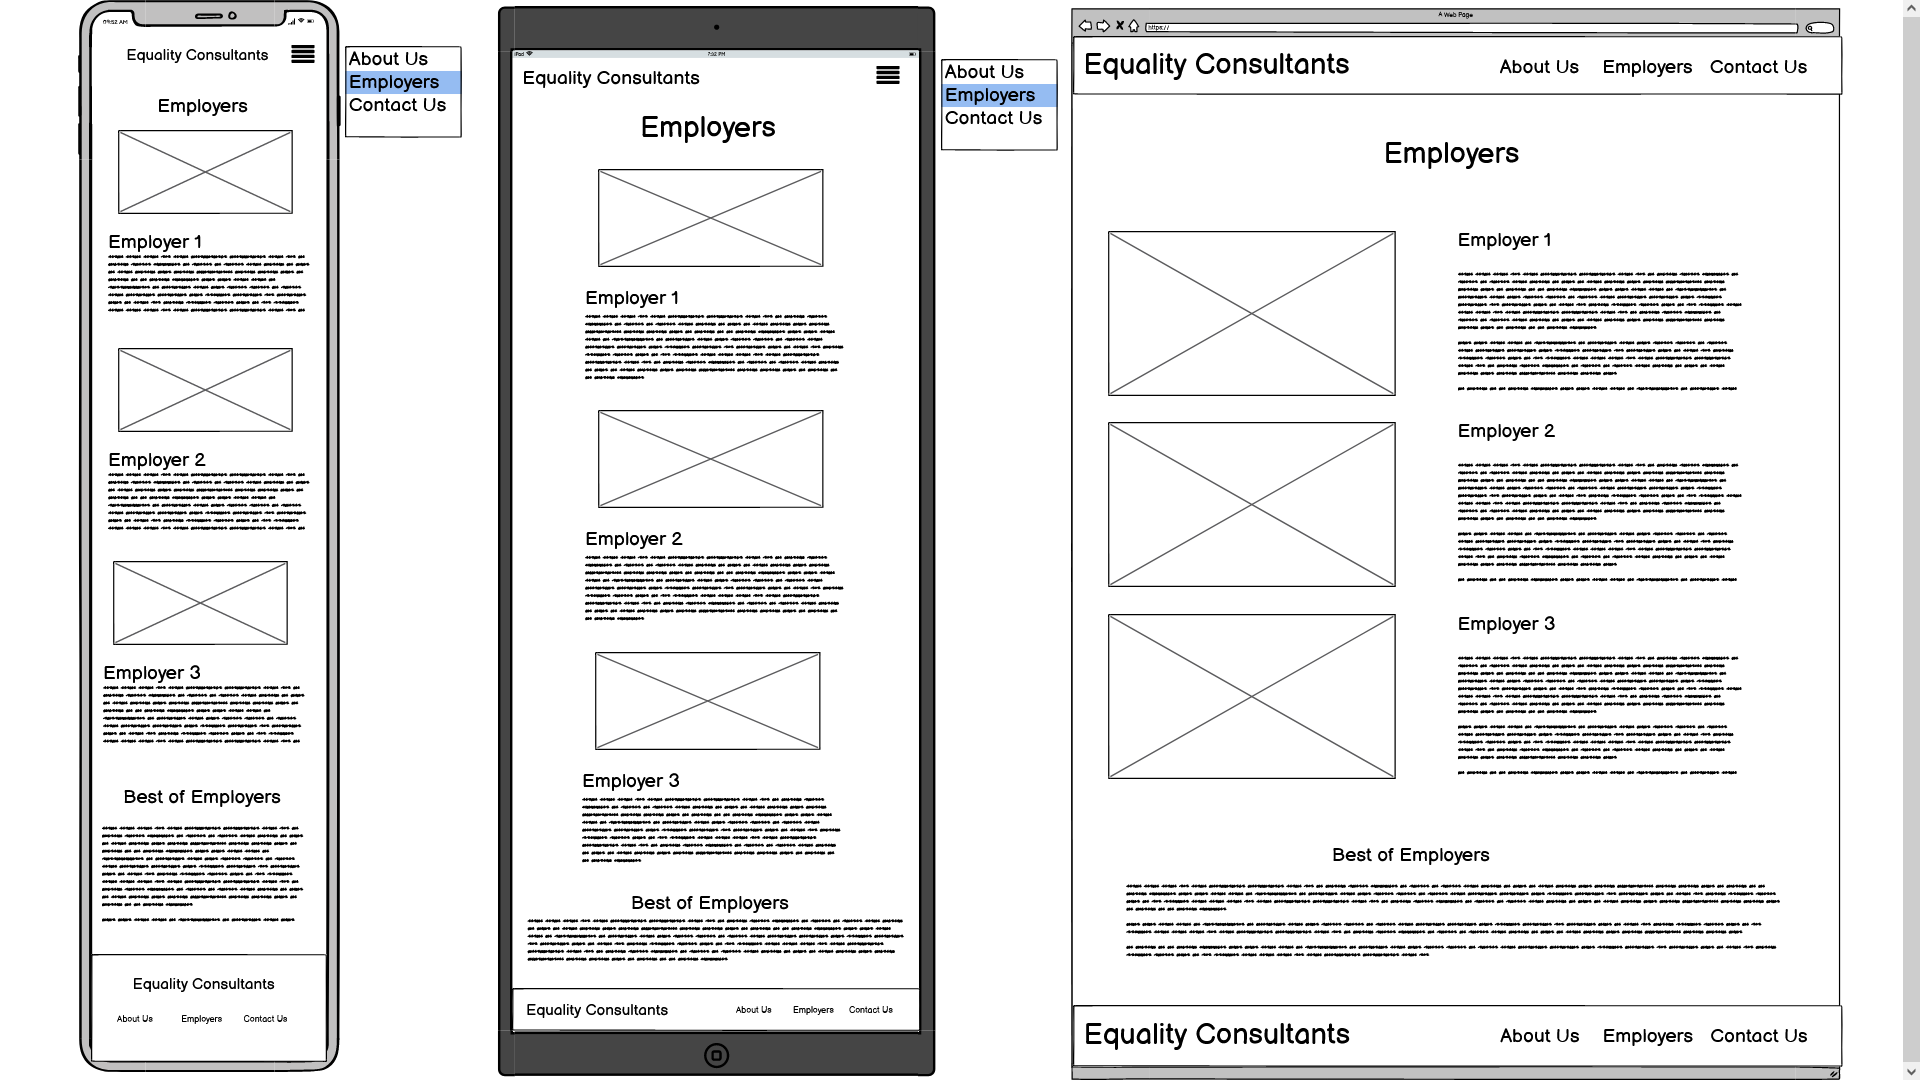 09:52 AM
Equality Consultants
Employers
Employer 1
Employer 2
Employer 3
Best of Employers
Equality Consultants
About Us Employers Contact Us
About Us
Employers
Contact Us
iPad 7:52 PM
Equality Consultants
Employers
Employer 1
Employer 2
Employer 3
Best of Employers
Equality Consultants About Us Employers Contact Us
About Us
Employers
Contact Us
A Web Page
https://
Equality Consultants About Us Employers Contact Us
Employers
Employer 1
Employer 2
Employer 3
Best of Employers
Equality Consultants About Us Employers Contact Us